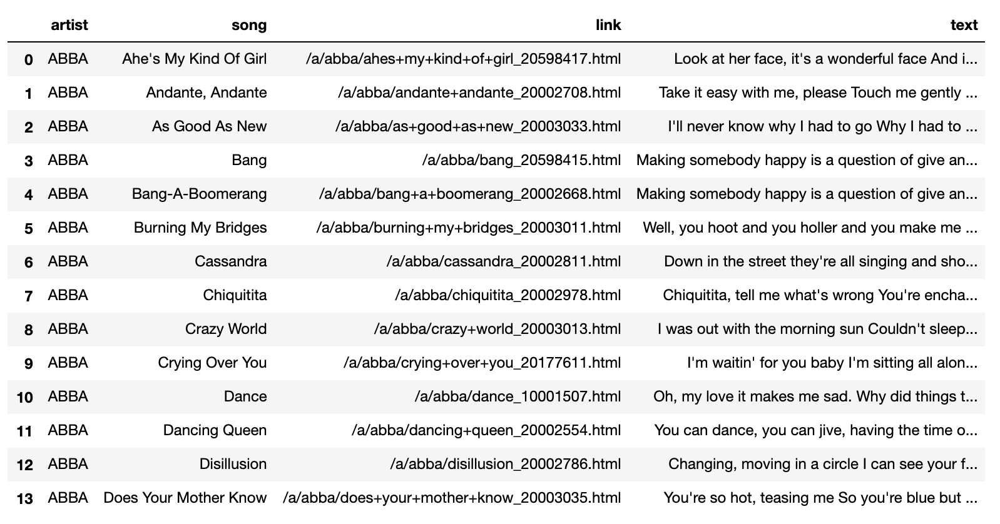 artist song link text
0 ABBA Ahe's My Kind Of Girl /a/abba/ahes+my+kind+of+girl_20598417.html Look at her face, it's a wonderful face And i...
1 ABBA Andante, Andante /a/abba/andante+andante_20002708.html Take it easy with me, please Touch me gently ...
2 ABBA As Good As New /a/abba/as+good+as+new_20003033.html I'll never know why I had to go Why I had to ...
3 ABBA Bang /a/abba/bang_20598415.html Making somebody happy is a question of give an...
4 ABBA Bang-A-Boomerang /a/abba/bang+a+boomerang_20002668.html Making somebody happy is a question of give an...
5 ABBA Burning My Bridges /a/abba/burning+my+bridges_20003011.html Well, you hoot and you holler and you make me ...
6 ABBA Cassandra /a/abba/cassandra_20002811.html Down in the street they're all singing and sho...
7 ABBA Chiquitita /a/abba/chiquitita_20002978.html Chiquitita, tell me what's wrong You're encha...
8 ABBA Crazy World /a/abba/crazy+world_20003013.html I was out with the morning sun Couldn't sleep...
9 ABBA Crying Over You /a/abba/crying+over+you_20177611.html I'm waitin' for you baby I'm sitting all alon...
10 ABBA Dance /a/abba/dance_10001507.html Oh, my love it makes me sad. Why did things t...
11 ABBA Dancing Queen /a/abba/dancing+queen_20002554.html You can dance, you can jive, having the time o...
12 ABBA Disillusion /a/abba/disillusion_20002786.html Changing, moving in a circle I can see your f...
13 ABBA Does Your Mother Know /a/abba/does+your+mother+know_20003035.html You're so hot, teasing me So you're blue but ...